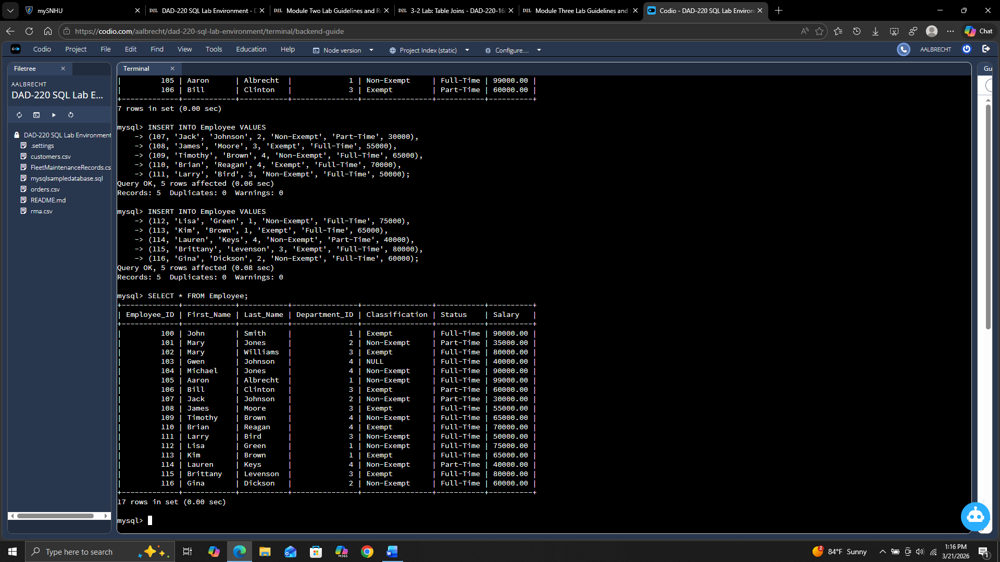 mySNHU
DAD-220 SQL Lab Environment - D
Module Two Lab Guidelines and R
3-2 Lab: Table Joins - DAD-220-16
Module Three Lab Guidelines and
Codio - DAD-220 SQL Lab Environ
https://codio.com/aalbrecht/dad-220-sql-lab-environment/terminal/backend-guide
Chat
Codio Project File Edit Find View Tools Education Help Node version Project Index (static) Configure.... AALBRECHT
Filetree
Terminal
Gu
AALBRECHT
DAD-220 SQL Lab E...
DAD-220 SQL Lab Environment
.settings
customers.csv
FleetMaintenanceRecords.cs
mysqlsampledatabase.sql
orders.csv
README.md
rma.csv
| 105 | Aaron | Albrecht | 1 | Non-Exempt | Full-Time | 99000.00 |
| 106 | Bill | Clinton | 3 | Exempt | Part-Time | 60000.00 |
+-------------+------------+-----------+---------------+----------------+-----------+----------+
7 rows in set (0.00 sec)
mysql> INSERT INTO Employee VALUES
-> (107, 'Jack', 'Johnson', 2, 'Non-Exempt', 'Part-Time', 30000),
-> (108, 'James', 'Moore', 3, 'Exempt', 'Full-Time', 55000),
-> (109, 'Timothy', 'Brown', 4, 'Non-Exempt', 'Full-Time', 65000),
-> (110, 'Brian', 'Reagan', 4, 'Exempt', 'Full-Time', 70000),
-> (111, 'Larry', 'Bird', 3, 'Non-Exempt', 'Full-Time', 50000);
Query OK, 5 rows affected (0.06 sec)
Records: 5  Duplicates: 0  Warnings: 0
mysql> INSERT INTO Employee VALUES
-> (112, 'Lisa', 'Green', 1, 'Non-Exempt', 'Full-Time', 75000),
-> (113, 'Kim', 'Brown', 1, 'Exempt', 'Full-Time', 65000),
-> (114, 'Lauren', 'Keys', 4, 'Non-Exempt', 'Part-Time', 40000),
-> (115, 'Brittany', 'Levenson', 3, 'Exempt', 'Full-Time', 80000),
-> (116, 'Gina', 'Dickson', 2, 'Non-Exempt', 'Full-Time', 60000);
Query OK, 5 rows affected (0.08 sec)
Records: 5  Duplicates: 0  Warnings: 0
mysql> SELECT * FROM Employee;
+-------------+------------+-----------+---------------+----------------+-----------+----------+
| Employee_ID | First_Name | Last_Name | Department_ID | Classification | Status | Salary |
+-------------+------------+-----------+---------------+----------------+-----------+----------+
| 100 | John | Smith | 1 | Exempt | Full-Time | 90000.00 |
| 101 | Mary | Jones | 2 | Non-Exempt | Part-Time | 35000.00 |
| 102 | Mary | Williams | 3 | Exempt | Full-Time | 80000.00 |
| 103 | Gwen | Johnson | 4 | NULL | Full-Time | 40000.00 |
| 104 | Michael | Jones | 4 | Non-Exempt | Full-Time | 90000.00 |
| 105 | Aaron | Albrecht | 1 | Non-Exempt | Full-Time | 99000.00 |
| 106 | Bill | Clinton | 3 | Exempt | Part-Time | 60000.00 |
| 107 | Jack | Johnson | 2 | Non-Exempt | Part-Time | 30000.00 |
| 108 | James | Moore | 3 | Exempt | Full-Time | 55000.00 |
| 109 | Timothy | Brown | 4 | Non-Exempt | Full-Time | 65000.00 |
| 110 | Brian | Reagan | 4 | Exempt | Full-Time | 70000.00 |
| 111 | Larry | Bird | 3 | Non-Exempt | Full-Time | 50000.00 |
| 112 | Lisa | Green | 1 | Non-Exempt | Full-Time | 75000.00 |
| 113 | Kim | Brown | 1 | Exempt | Full-Time | 65000.00 |
| 114 | Lauren | Keys | 4 | Non-Exempt | Part-Time | 40000.00 |
| 115 | Brittany | Levenson | 3 | Exempt | Full-Time | 80000.00 |
| 116 | Gina | Dickson | 2 | Non-Exempt | Full-Time | 60000.00 |
+-------------+------------+-----------+---------------+----------------+-----------+----------+
17 rows in set (0.00 sec)
mysql>
Type here to search
M365
84°F Sunny
1:16 PM
3/21/2026